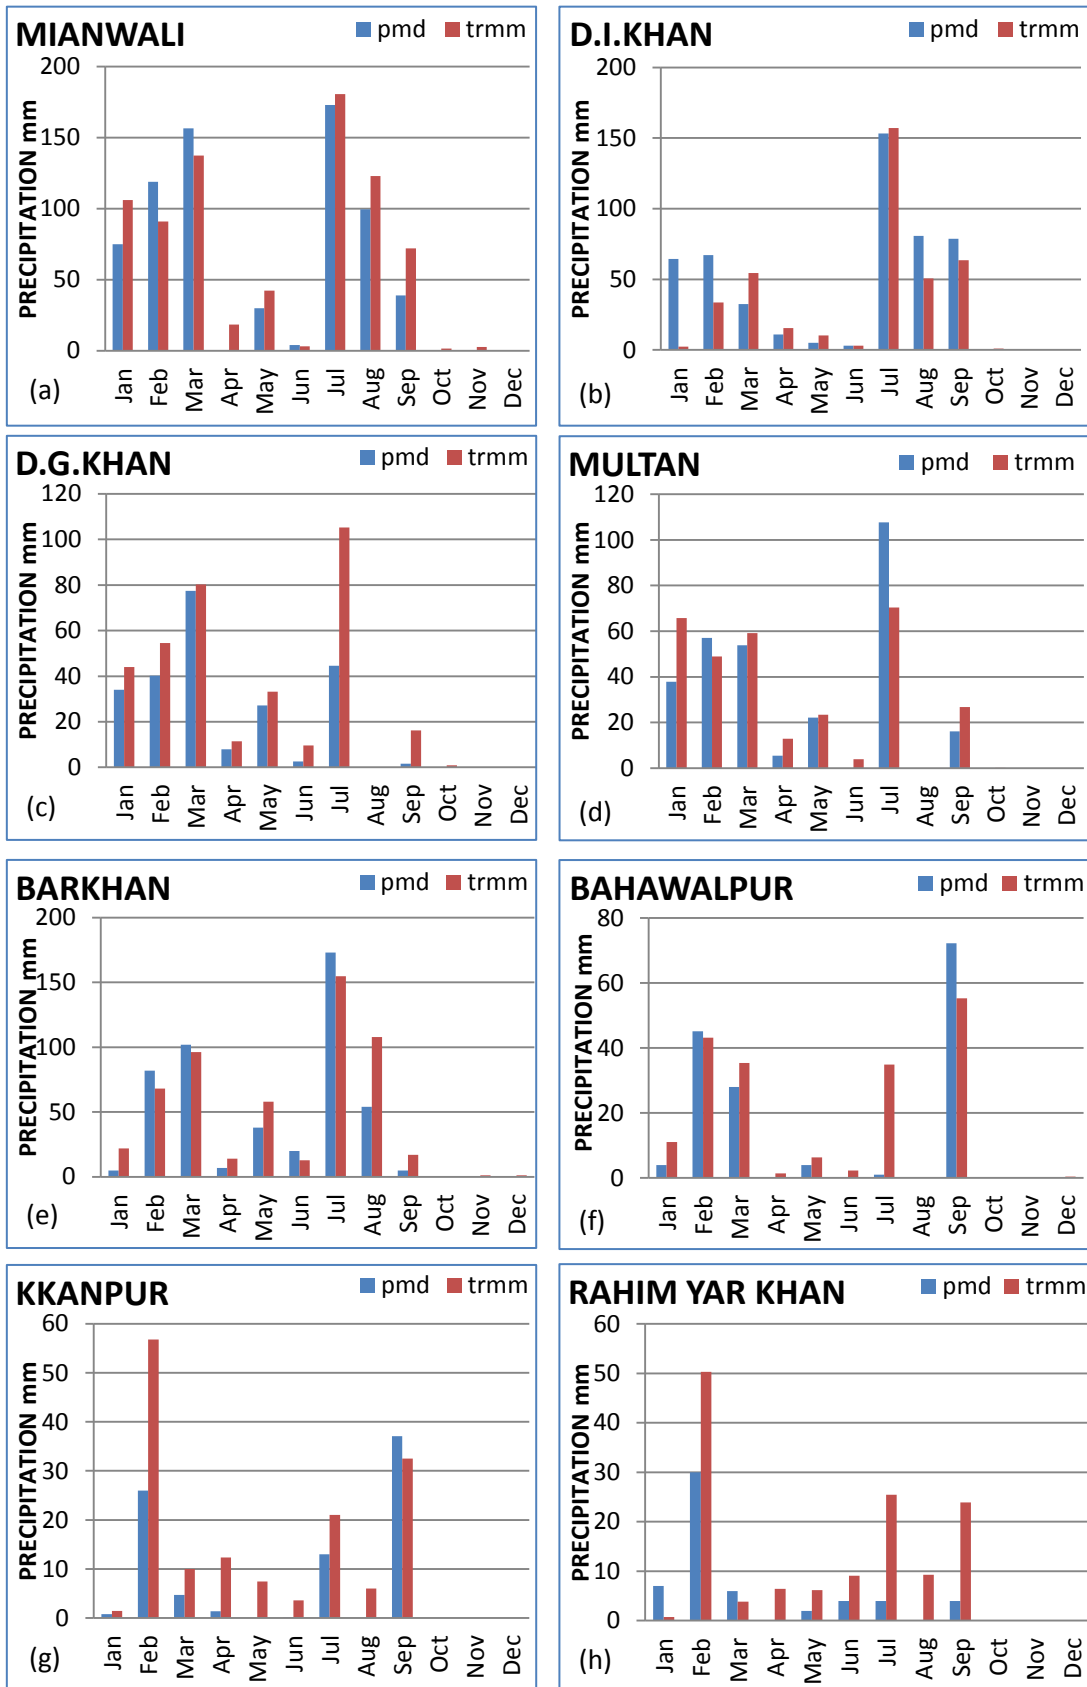 MIANWALI pmd trmm
PRECIPITATION mm
200
150
100
50
0
Jan Feb Mar Apr May Jun Jul Aug Sep Oct Nov Dec
(a)
D.I.KHAN pmd trmm
PRECIPITATION mm
200
150
100
50
0
Jan Feb Mar Apr May Jun Jul Aug Sep Oct Nov Dec
(b)
D.G.KHAN pmd trmm
PRECIPITATION mm
120
100
80
60
40
20
0
Jan Feb Mar Apr May Jun Jul Aug Sep Oct Nov Dec
(c)
MULTAN pmd trmm
PRECIPITATION mm
120
100
80
60
40
20
0
Jan Feb Mar Apr May Jun Jul Aug Sep Oct Nov Dec
(d)
BARKHAN pmd trmm
PRECIPITATION mm
200
150
100
50
0
Jan Feb Mar Apr May Jun Jul Aug Sep Oct Nov Dec
(e)
BAHAWALPUR pmd trmm
PRECIPITATION mm
80
60
40
20
0
Jan Feb Mar Apr May Jun Jul Aug Sep Oct Nov Dec
(f)
KKANPUR pmd trmm
PRECIPITATION mm
60
50
40
30
20
10
0
Jan Feb Mar Apr May Jun Jul Aug Sep Oct Nov Dec
(g)
RAHIM YAR KHAN pmd trmm
PRECIPITATION mm
60
50
40
30
20
10
0
Jan Feb Mar Apr May Jun Jul Aug Sep Oct Nov Dec
(h)